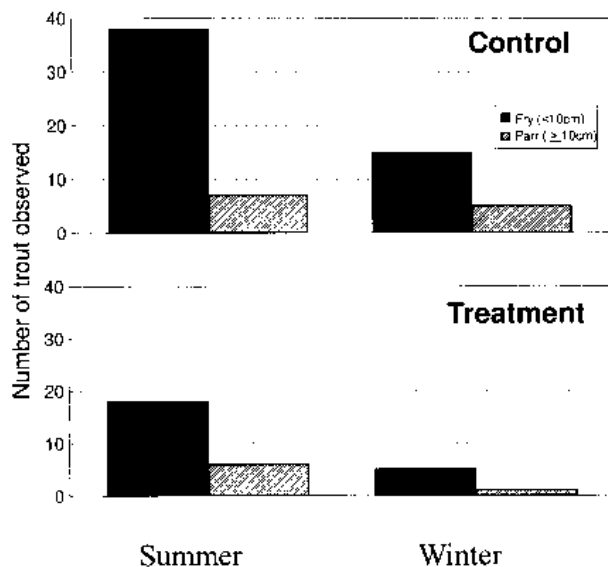 Number of trout observed
40
30
20
10
0
Control
Fry (<10cm)
Parr (≥10cm)
40
30
20
10
0
Treatment
Summer
Winter